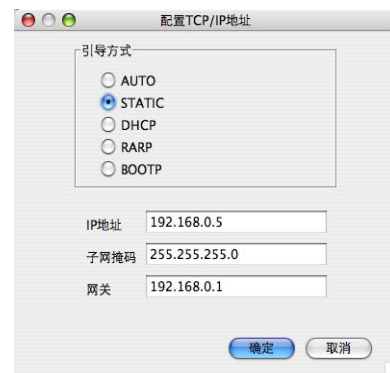 配置TCP/IP地址
引导方式
AUTO
STATIC
DHCP
RARP
BOOTP
IP地址 192.168.0.5
子网掩码 255.255.255.0
网关 192.168.0.1
确定 取消